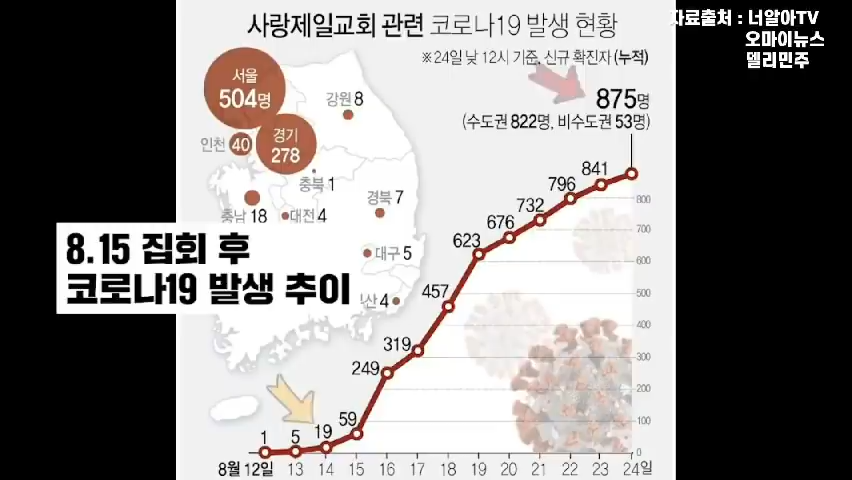 사랑제일교회 관련 코로나19 발생 현황
자료출처 : 너알아TV
오마이뉴스
델리민주
※24일 낮 12시 기준, 신규 확진자 (누적)
875명
(수도권 822명, 비수도권 53명)
서울
504명
강원 8
인천 40
경기
278
충북 1
충남 18
대전 4
경북 7
대구 5
산 4
8.15 집회 후
코로나19 발생 추이
1
5
19
59
249
319
457
623
676
732
796
841
800
700
500
400
300
200
100
0
8월 12일 13 14 15 16 17 18 19 20 21 22 23 24일